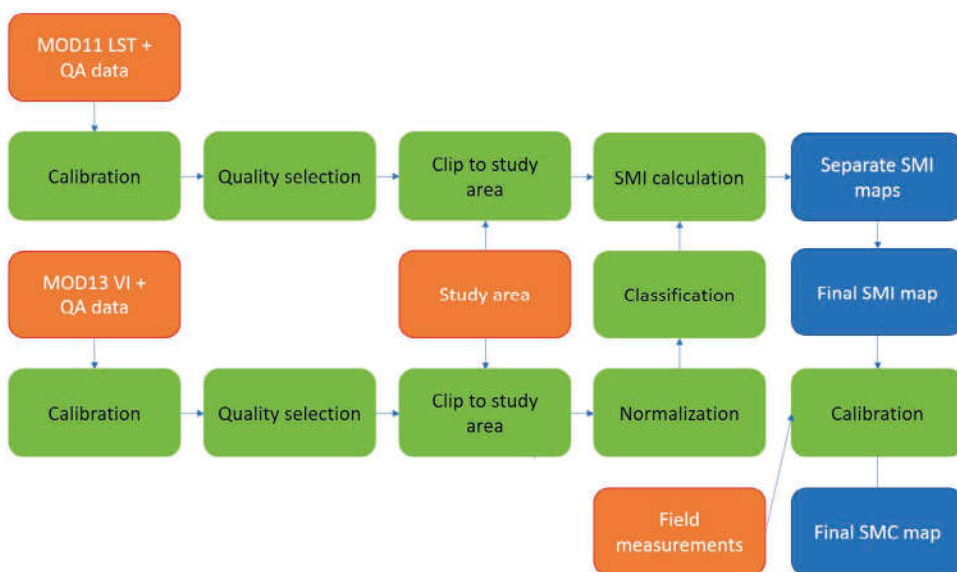 MOD11 LST +
QA data
Calibration
Quality selection
Clip to study
area
SMI calculation
Separate SMI
maps
MOD13 VI +
QA data
Study area
Classification
Final SMI map
Calibration
Quality selection
Clip to study
area
Normalization
Calibration
Field
measurements
Final SMC map